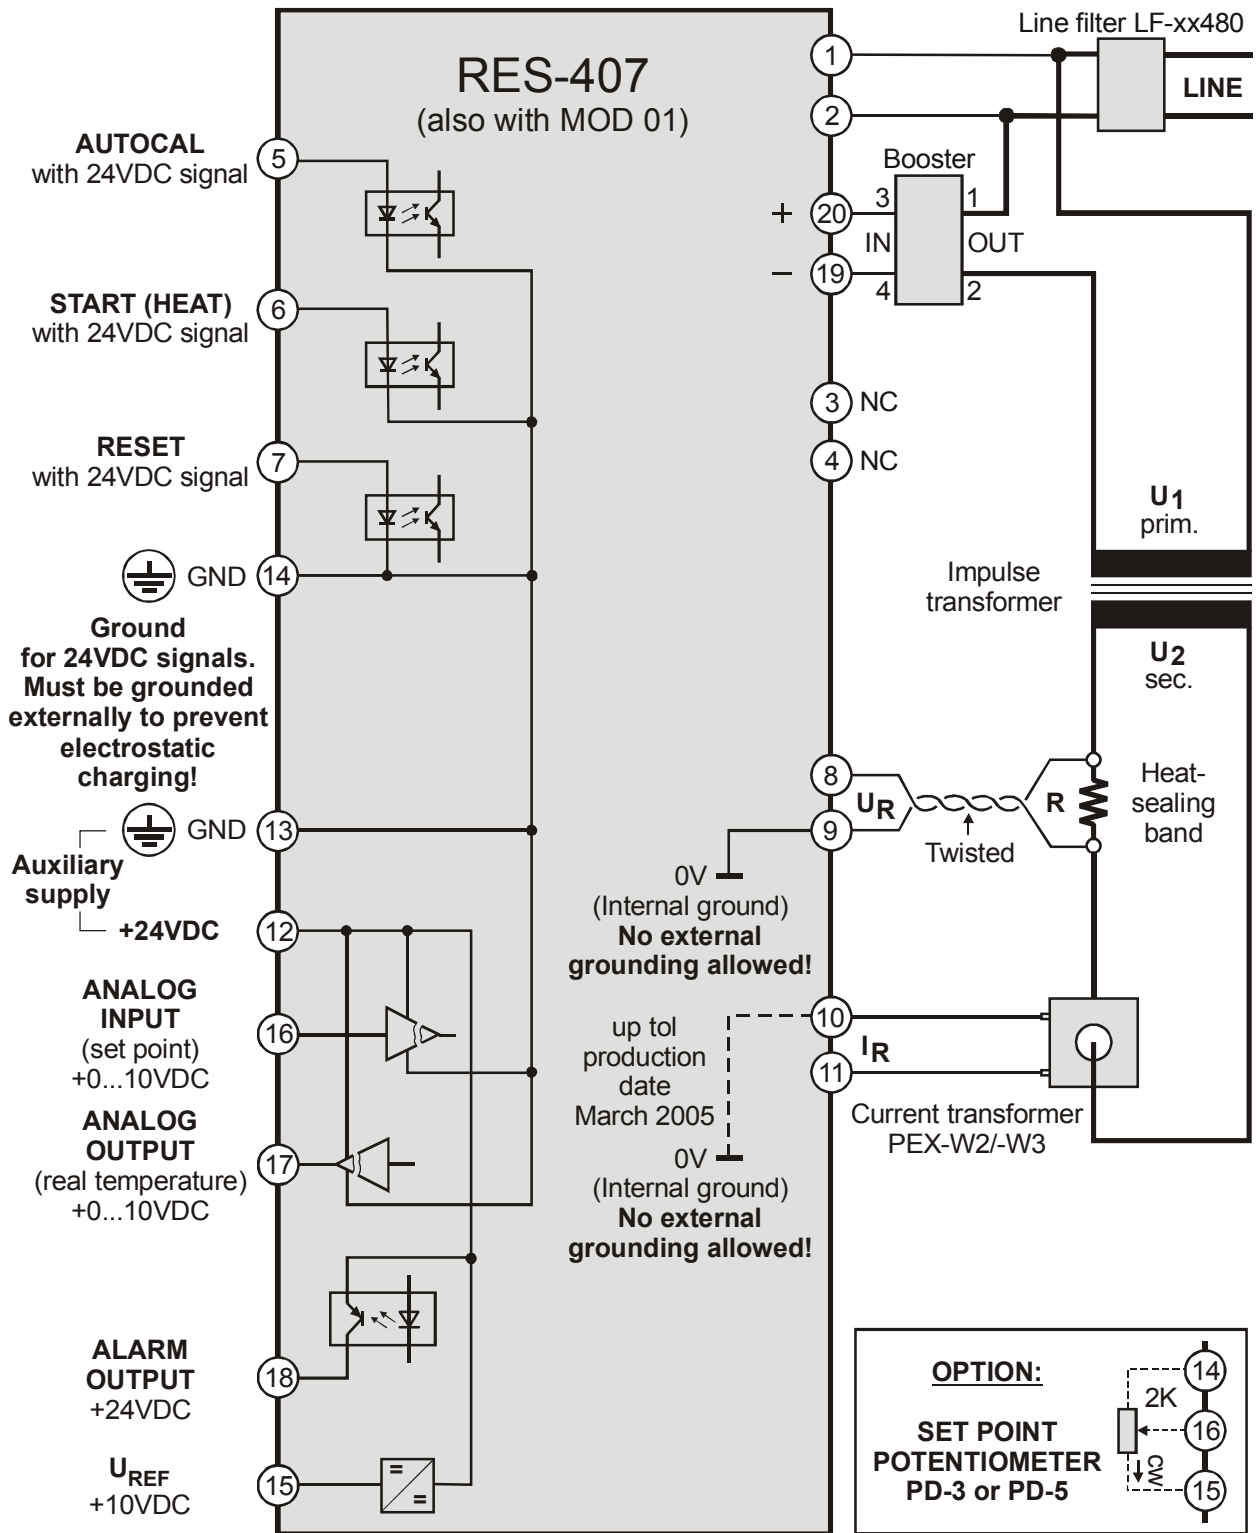 RES-407
(also with MOD 01)
Line filter LF-xx480
LINE
1
2
Booster
3
1
IN
OUT
4
2
+
20
–
19
3
NC
4
NC
AUTOCAL
with 24VDC signal
5
START (HEAT)
with 24VDC signal
6
RESET
with 24VDC signal
7
GND
14
Ground
for 24VDC signals.
Must be grounded
externally to prevent
electrostatic
charging!
GND
13
Auxiliary
supply
+24VDC
12
ANALOG
INPUT
(set point)
+0...10VDC
16
ANALOG
OUTPUT
(real temperature)
+0...10VDC
17
ALARM
OUTPUT
+24VDC
18
UREF
+10VDC
15
=
=
U1
prim.
Impulse
transformer
U2
sec.
8
9
UR
R
Twisted
Heat-
sealing
band
0V
(Internal ground)
No external
grounding allowed!
10
11
IR
up tol
production
date
March 2005
Current transformer
PEX-W2/-W3
0V
(Internal ground)
No external
grounding allowed!
OPTION:
SET POINT
POTENTIOMETER
PD-3 or PD-5
2K
CW
14
16
15